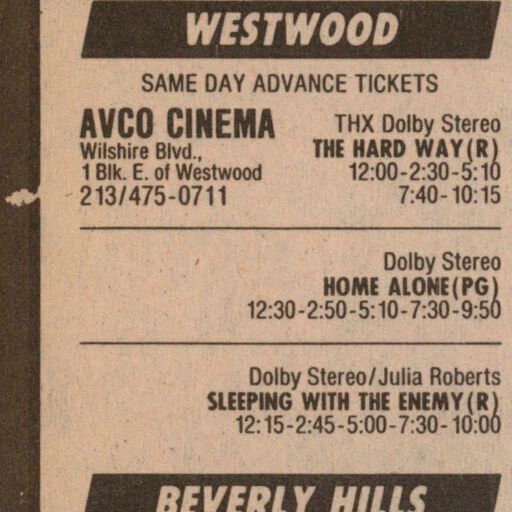 WESTWOOD
SAME DAY ADVANCE TICKETS
AVCO CINEMA
Wilshire Blvd.,
1 Blk. E. of Westwood
213/475-0711
THX Dolby Stereo
THE HARD WAY(R)
12:00-2:30-5:10
7:40-10:15
Dolby Stereo
HOME ALONE(PG)
12:30-2:50-5:10-7:30-9:50
Dolby Stereo/Julia Roberts
SLEEPING WITH THE ENEMY(R)
12:15-2:45-5:00-7:30-10:00
BEVERLY HILLS